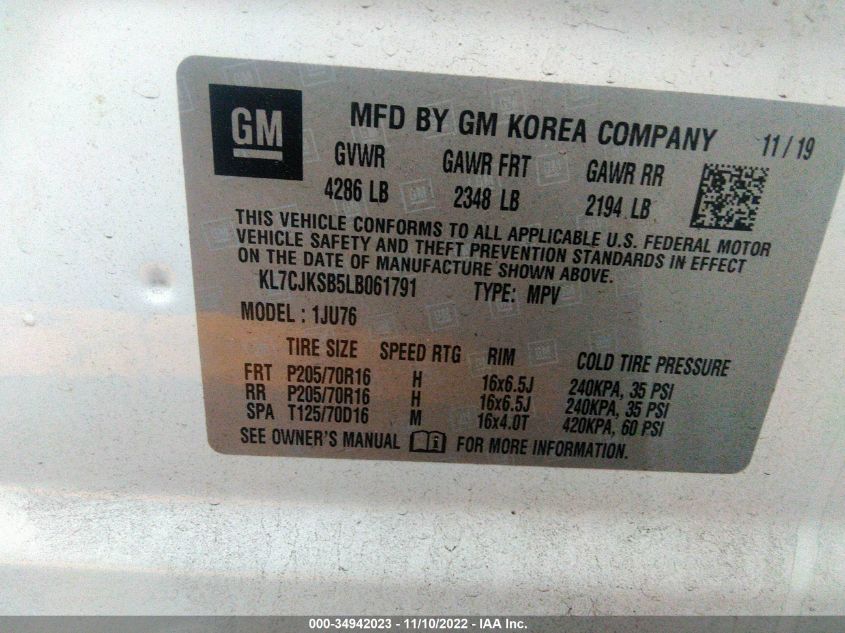 GM
MFD BY GM KOREA COMPANY 11/19
GVWR GAWR FRT GAWR RR
4286 LB 2348 LB 2194 LB
THIS VEHICLE CONFORMS TO ALL APPLICABLE U.S. FEDERAL MOTOR
VEHICLE SAFETY AND THEFT PREVENTION STANDARDS IN EFFECT
ON THE DATE OF MANUFACTURE SHOWN ABOVE.
KL7CJKSB5LB061791 TYPE: MPV
MODEL : 1JU76
TIRE SIZE SPEED RTG RIM COLD TIRE PRESSURE
FRT P205/70R16 H 16x6.5J 240KPA, 35 PSI
RR P205/70R16 H 16x6.5J 240KPA, 35 PSI
SPA T125/70D16 M 16x4.0T 420KPA, 60 PSI
SEE OWNER'S MANUAL i FOR MORE INFORMATION.
000-34942023 - 11/10/2022 - IAA Inc.